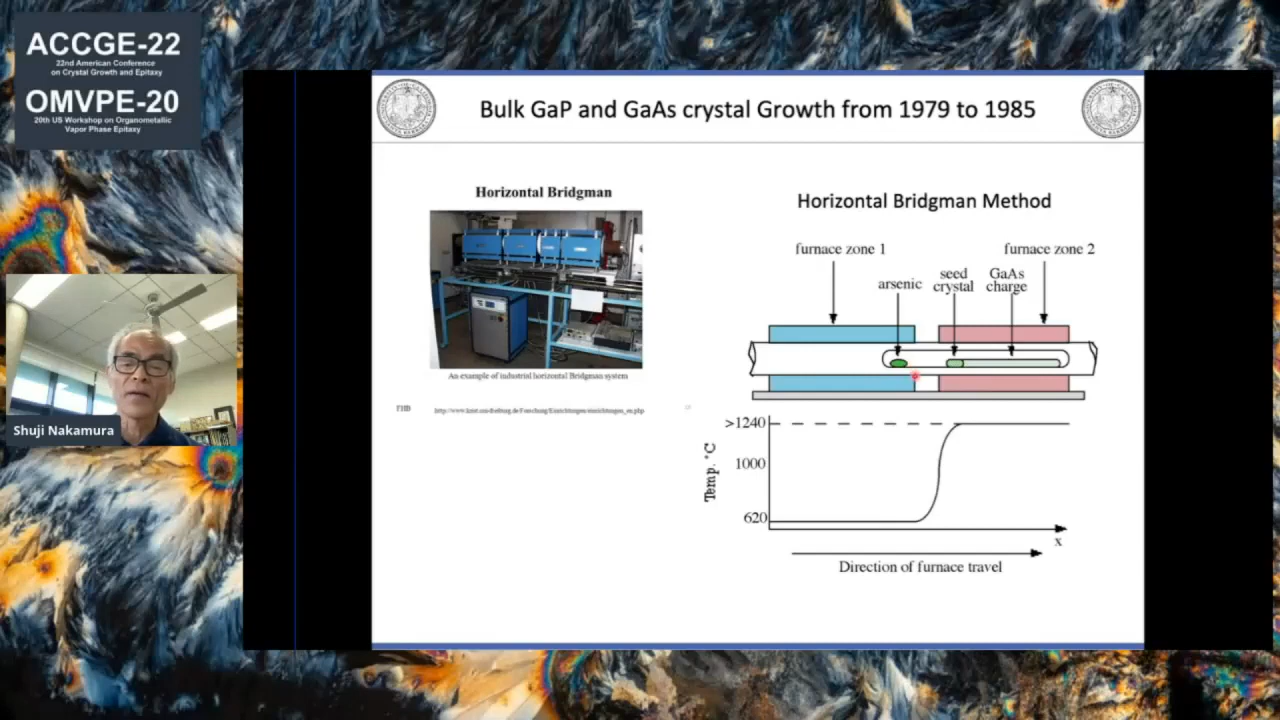 ACCGE-22
22nd American Conference
on Crystal Growth and Epitaxy
OMVPE-20
20th US Workshop on Organometallic
Vapor Phase Epitaxy
Shuji Nakamura
Bulk GaP and GaAs crystal Growth from 1979 to 1985
Horizontal Bridgman
An example of industrial horizontal Bridgman system
Horizontal Bridgman Method
furnace zone 1
furnace zone 2
arsenic
seed
crystal
GaAs
charge
>1240
1000
620
Temp. °C
x
Direction of furnace travel